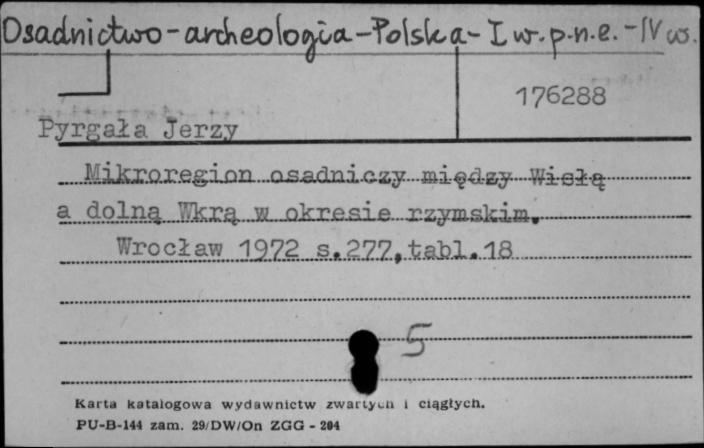 Osadnictwo-archeologia-Polska-I w.p.n.e.-IV w.
176288
Pyrgała Jerzy
Mikroregion osadniczy między Wisłą
a dolną Wkrą w okresie rzymskim.
Wrocław 1972 s.277,tabl.18
5
Karta katalogowa wydawnictw zwartych i ciągłych.
PU-B-144 zam. 29/DW/On ZGG - 204